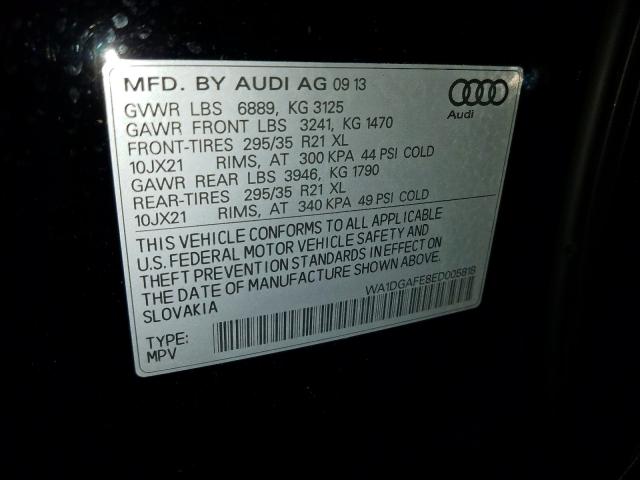 MFD. BY AUDI AG 09 13
GVWR LBS 6889, KG 3125
GAWR FRONT LBS 3241, KG 1470
FRONT-TIRES 295/35 R21 XL
10JX21 RIMS, AT 300 KPA 44 PSI COLD
GAWR REAR LBS 3946, KG 1790
REAR-TIRES 295/35 R21 XL
10JX21 RIMS, AT 340 KPA 49 PSI COLD
Audi
THIS VEHICLE CONFORMS TO ALL APPLICABLE
U.S. FEDERAL MOTOR VEHICLE SAFETY AND
THEFT PREVENTION STANDARDS IN EFFECT ON
THE DATE OF MANUFACTURE SHOWN ABOVE.
SLOVAKIA
WA1DGAFE8ED005818
TYPE:
MPV